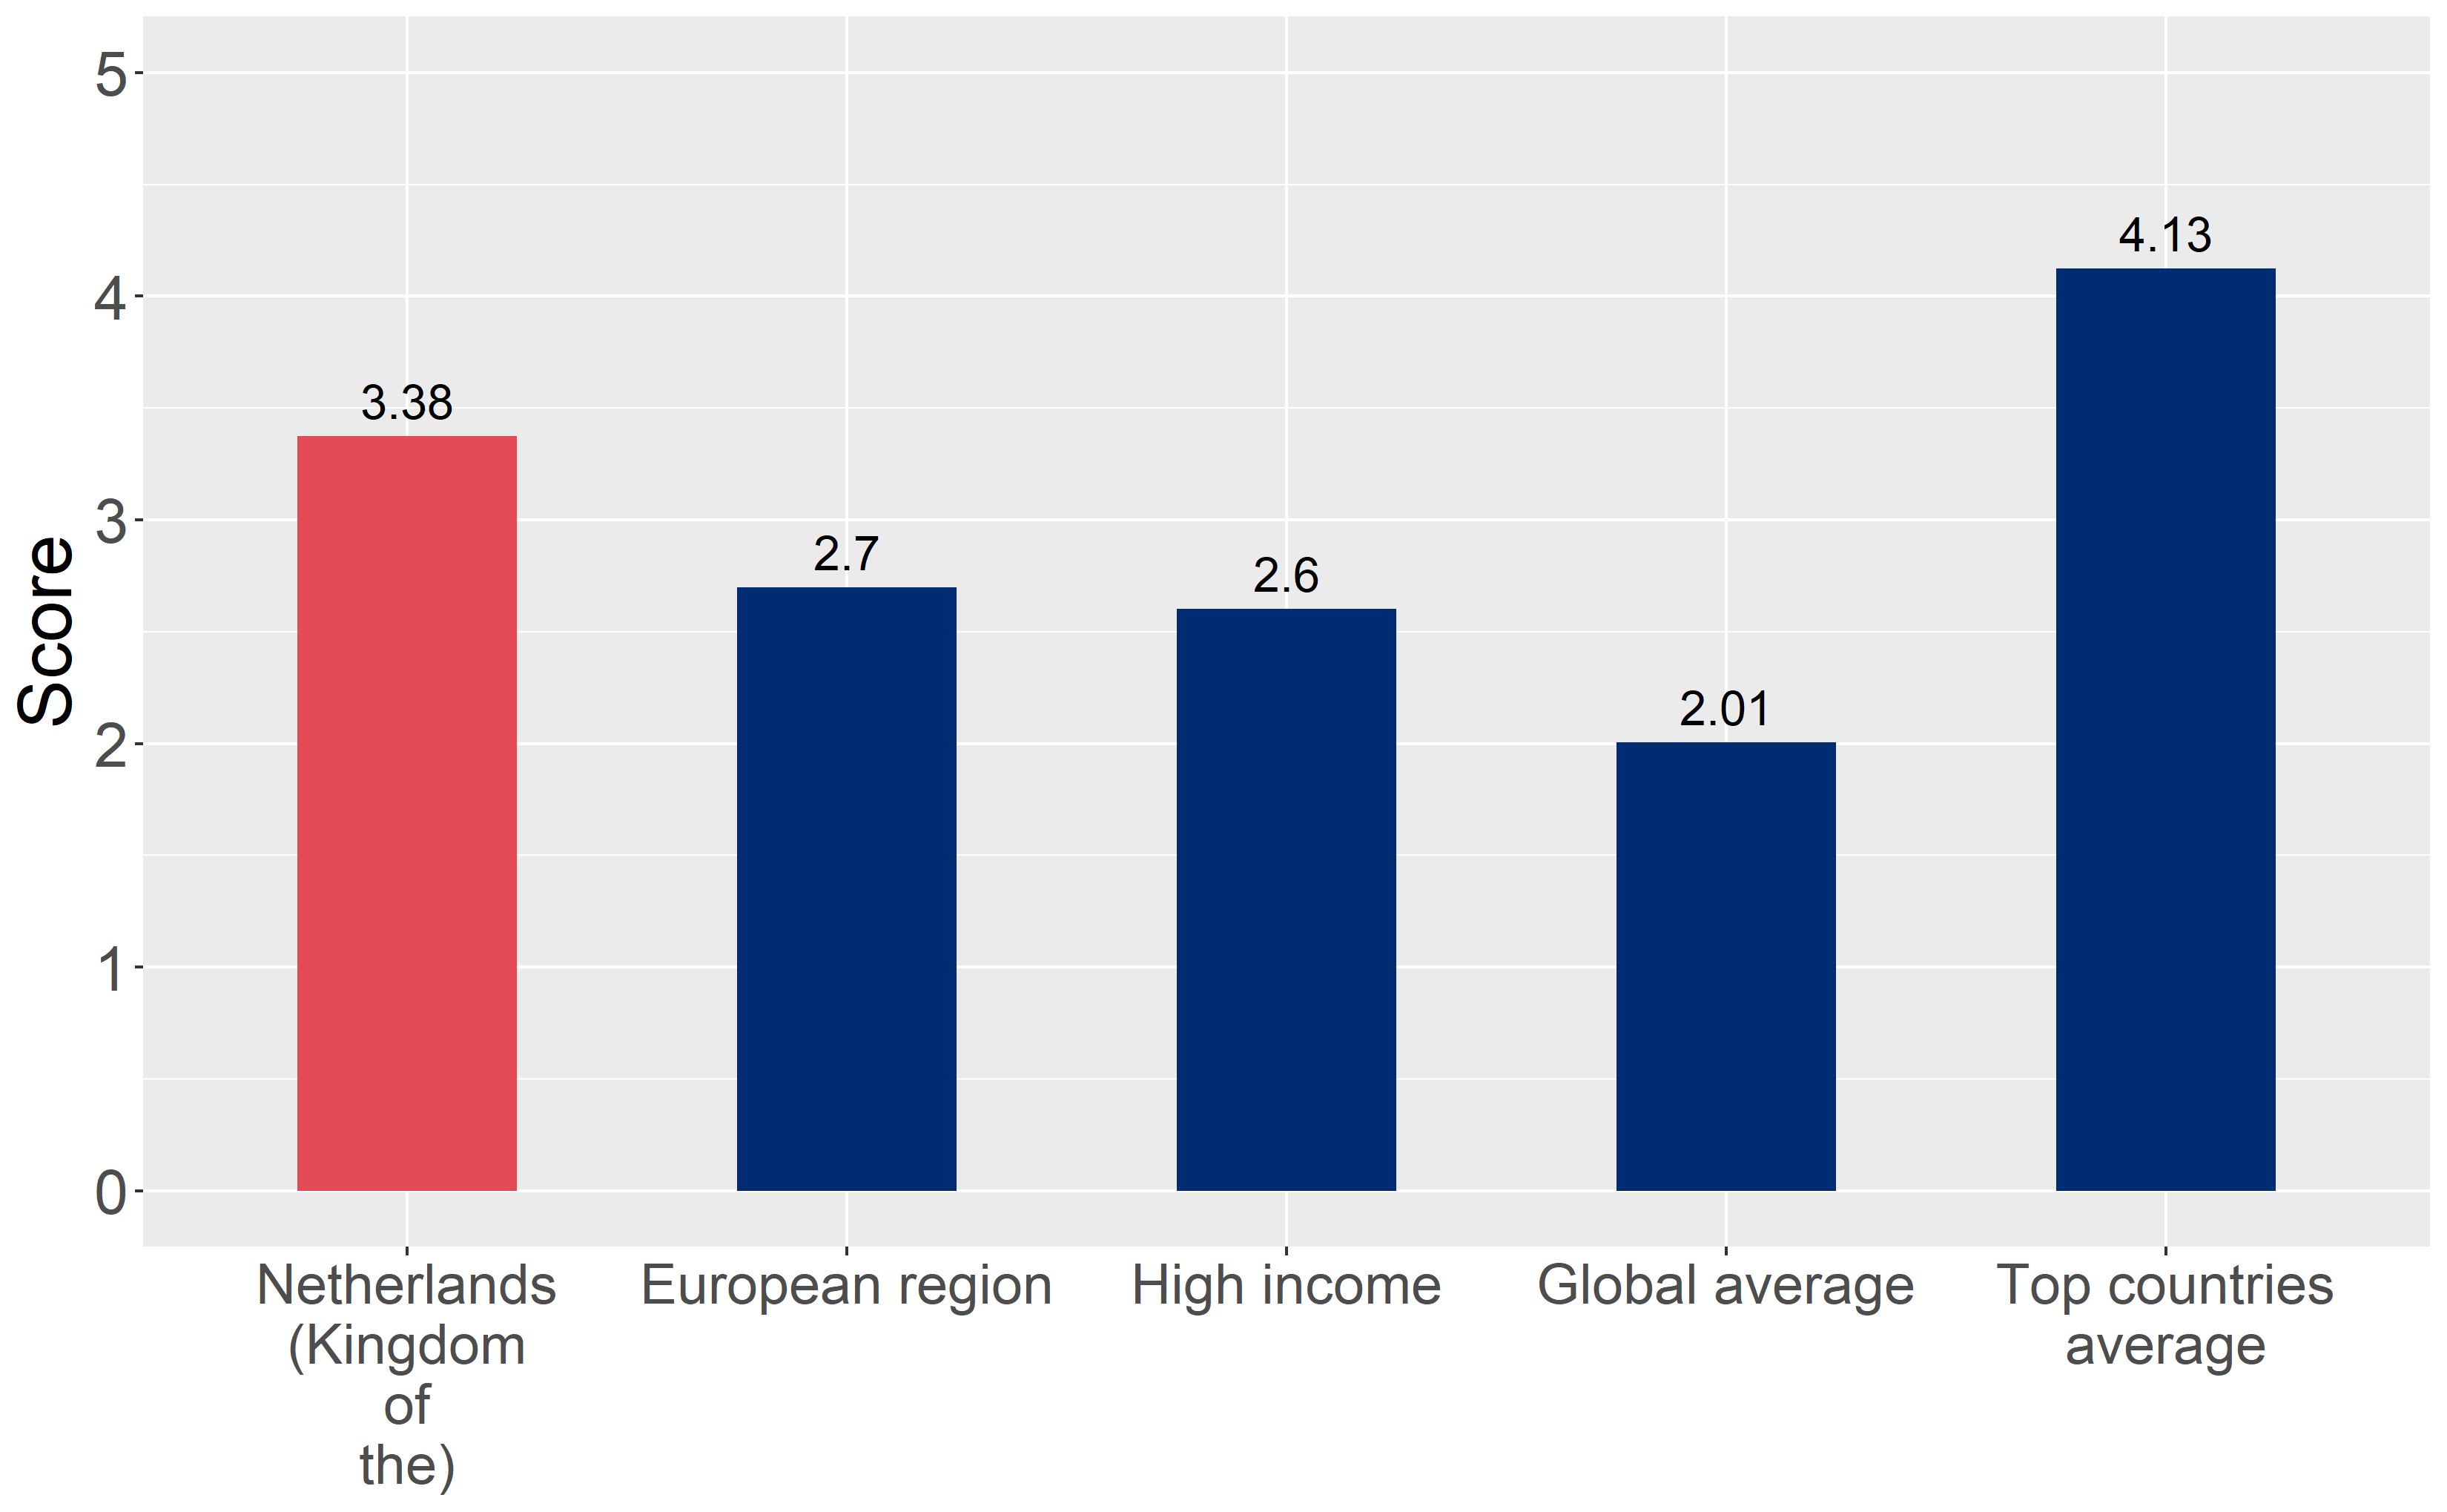 Score
5
4
3
2
1
0
3.38
2.7
2.6
2.01
4.13
Netherlands
(Kingdom
of
the)
European region
High income
Global average
Top countries
average